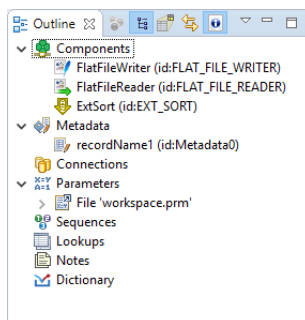 Outline
Components
FlatFileWriter (id:FLAT_FILE_WRITER)
FlatFileReader (id:FLAT_FILE_READER)
ExtSort (id:EXT_SORT)
Metadata
recordName1 (id:Metadata0)
Connections
Parameters
File 'workspace.prm'
Sequences
Lookups
Notes
Dictionary